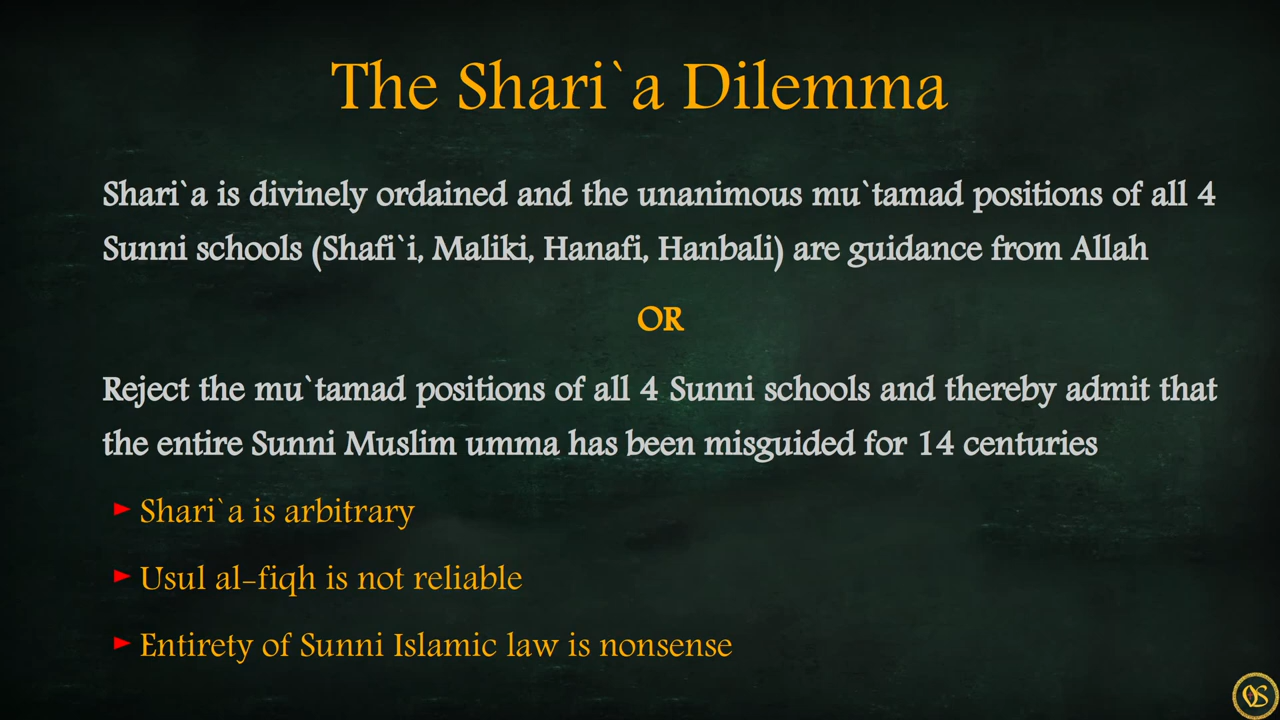 The Shari`a Dilemma
Shari`a is divinely ordained and the unanimous mu`tamad positions of all 4
Sunni schools (Shafi`i, Maliki, Hanafi, Hanbali) are guidance from Allah
OR
Reject the mu`tamad positions of all 4 Sunni schools and thereby admit that
the entire Sunni Muslim umma has been misguided for 14 centuries
► Shari`a is arbitrary
► Usul al-fiqh is not reliable
► Entirety of Sunni Islamic law is nonsense